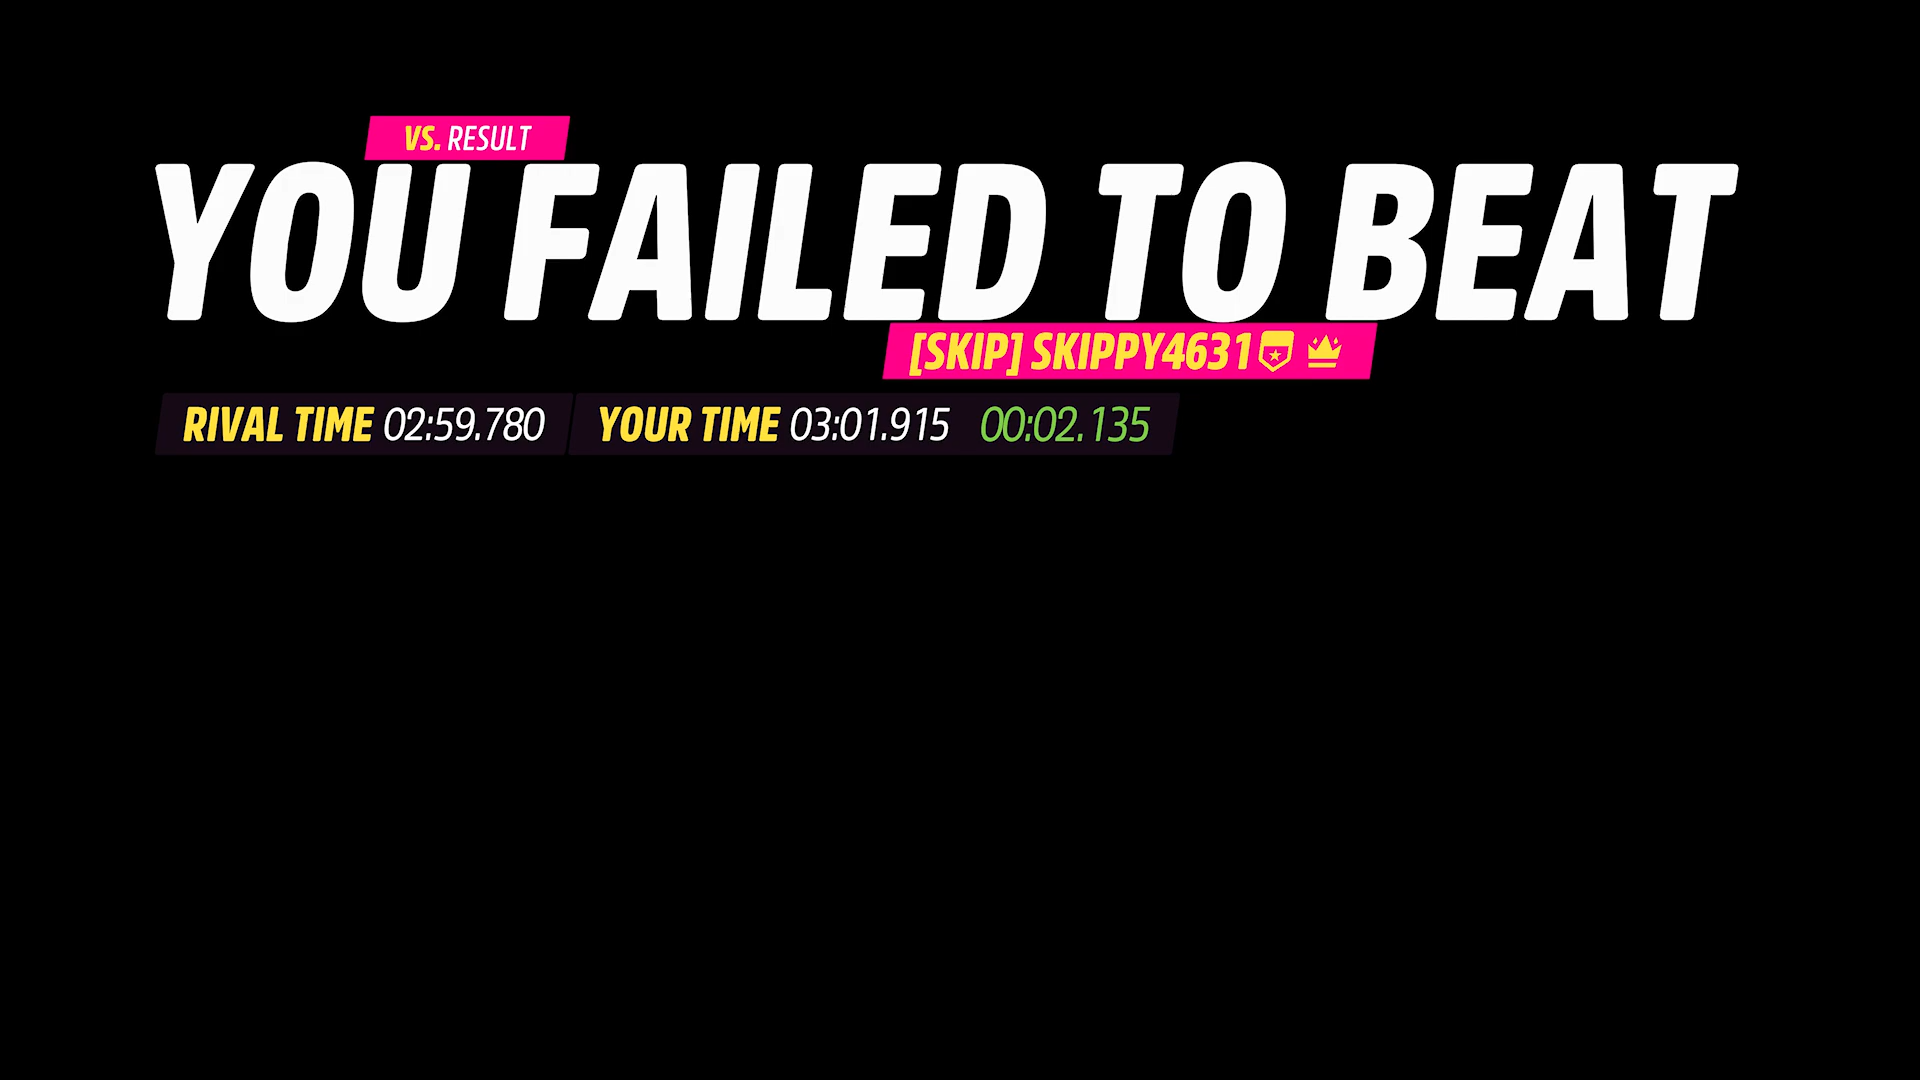 VS. RESULT
YOU FAILED TO BEAT
[SKIP] SKIPPY4631
RIVAL TIME 02:59.780 YOUR TIME 03:01.915 00:02.135